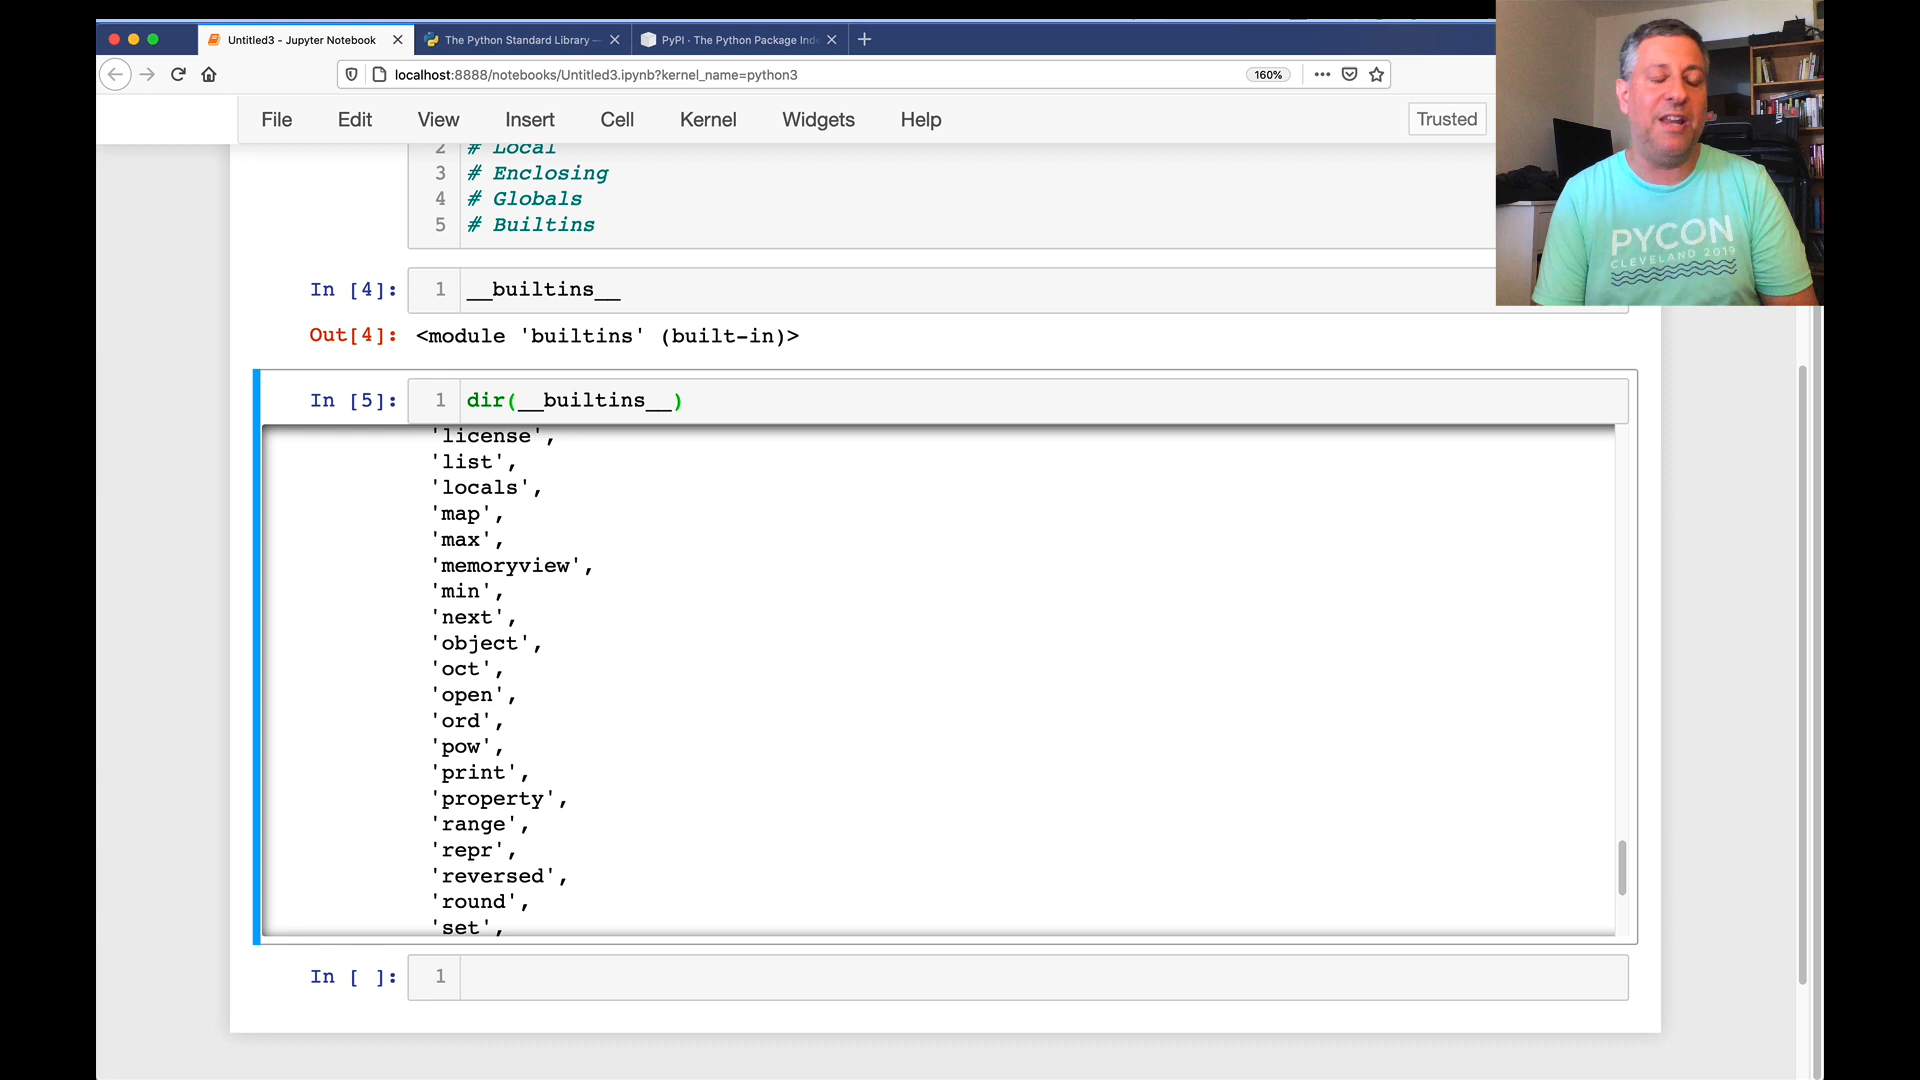 Untitled3 - Jupyter Notebook
The Python Standard Library —
PyPI · The Python Package Inde
localhost:8888/notebooks/Untitled3.ipynb?kernel_name=python3
160%
File Edit View Insert Cell Kernel Widgets Help
Trusted
2 # Local
3 # Enclosing
4 # Globals
5 # Builtins
In [4]: 1 __builtins__
Out[4]: <module 'builtins' (built-in)>
In [5]: 1 dir(__builtins__)
'license',
'list',
'locals',
'map',
'max',
'memoryview',
'min',
'next',
'object',
'oct',
'open',
'ord',
'pow',
'print',
'property',
'range',
'repr',
'reversed',
'round',
'set',
In [ ]: 1
PYCON
CLEVELAND 2019